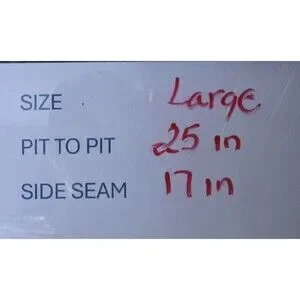 SIZE Large
PIT TO PIT 25 in
SIDE SEAM 17 in